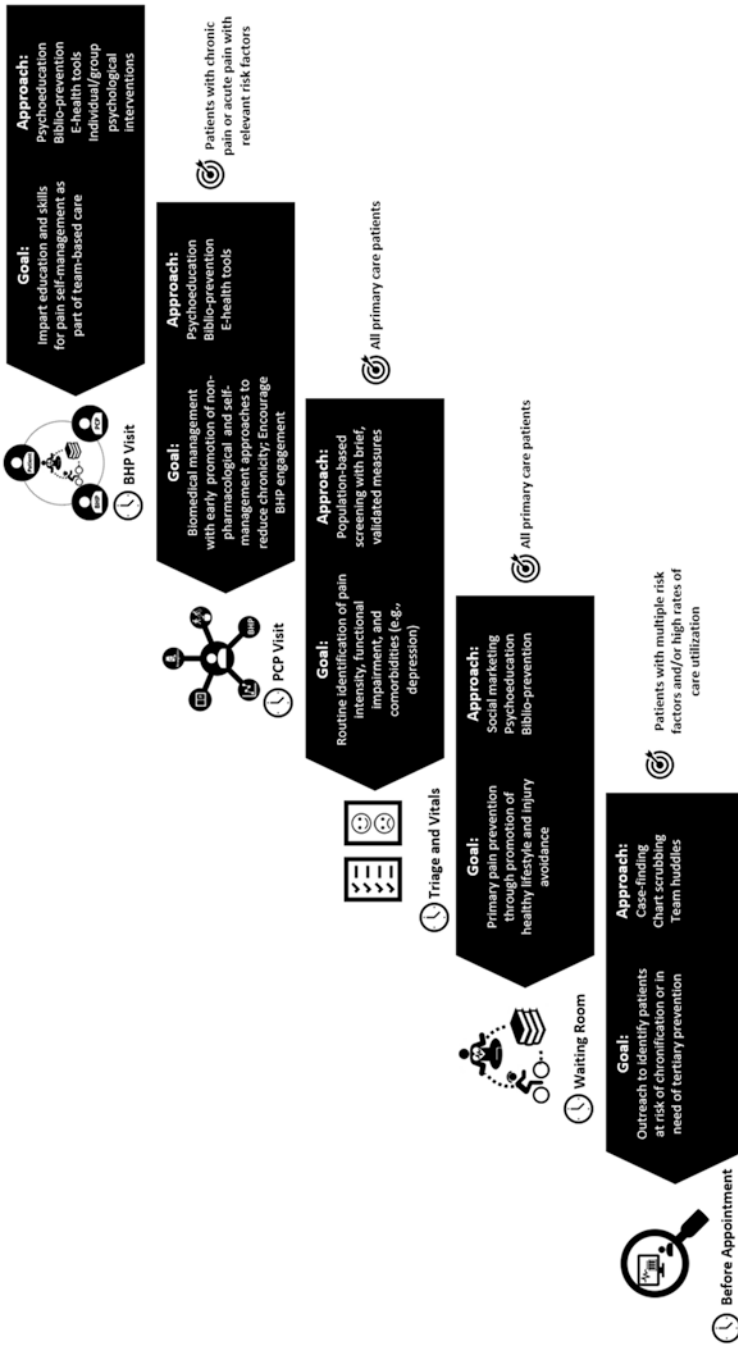 Patient
BHP
PCP
BHP Visit
Goal:
Impart education and skills
for pain self-management as
part of team-based care
Approach:
Psychoeducation
Biblio-prevention
E-health tools
Individual/group
psychological
interventions
BHP
PCP Visit
Goal:
Biomedical management
with early promotion of non-
pharmacological and self-
management approaches to
reduce chronicity; Encourage
BHP engagement
Approach:
Psychoeducation
Biblio-prevention
E-health tools
Patients with chronic
pain or acute pain with
relevant risk factors
Triage and Vitals
Goal:
Routine identification of pain
intensity, functional
impairment, and
comorbidities (e.g.,
depression)
Approach:
Population-based
screening with brief,
validated measures
All primary care patients
Waiting Room
Goal:
Primary pain prevention
through promotion of
healthy lifestyle and injury
avoidance
Approach:
Social marketing
Psychoeducation
Biblio-prevention
All primary care patients
Before Appointment
Goal:
Outreach to identify patients
at risk of chronification or in
need of tertiary prevention
Approach:
Case-finding
Chart scrubbing
Team huddles
Patients with multiple risk
factors and/or high rates of
care utilization